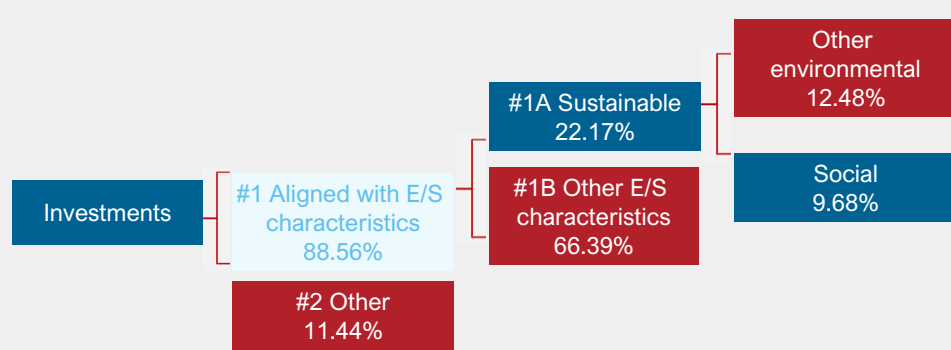 Investments
#1 Aligned with E/S
characteristics
88.56%
#2 Other
11.44%
#1A Sustainable
22.17%
#1B Other E/S
characteristics
66.39%
Other
environmental
12.48%
Social
9.68%